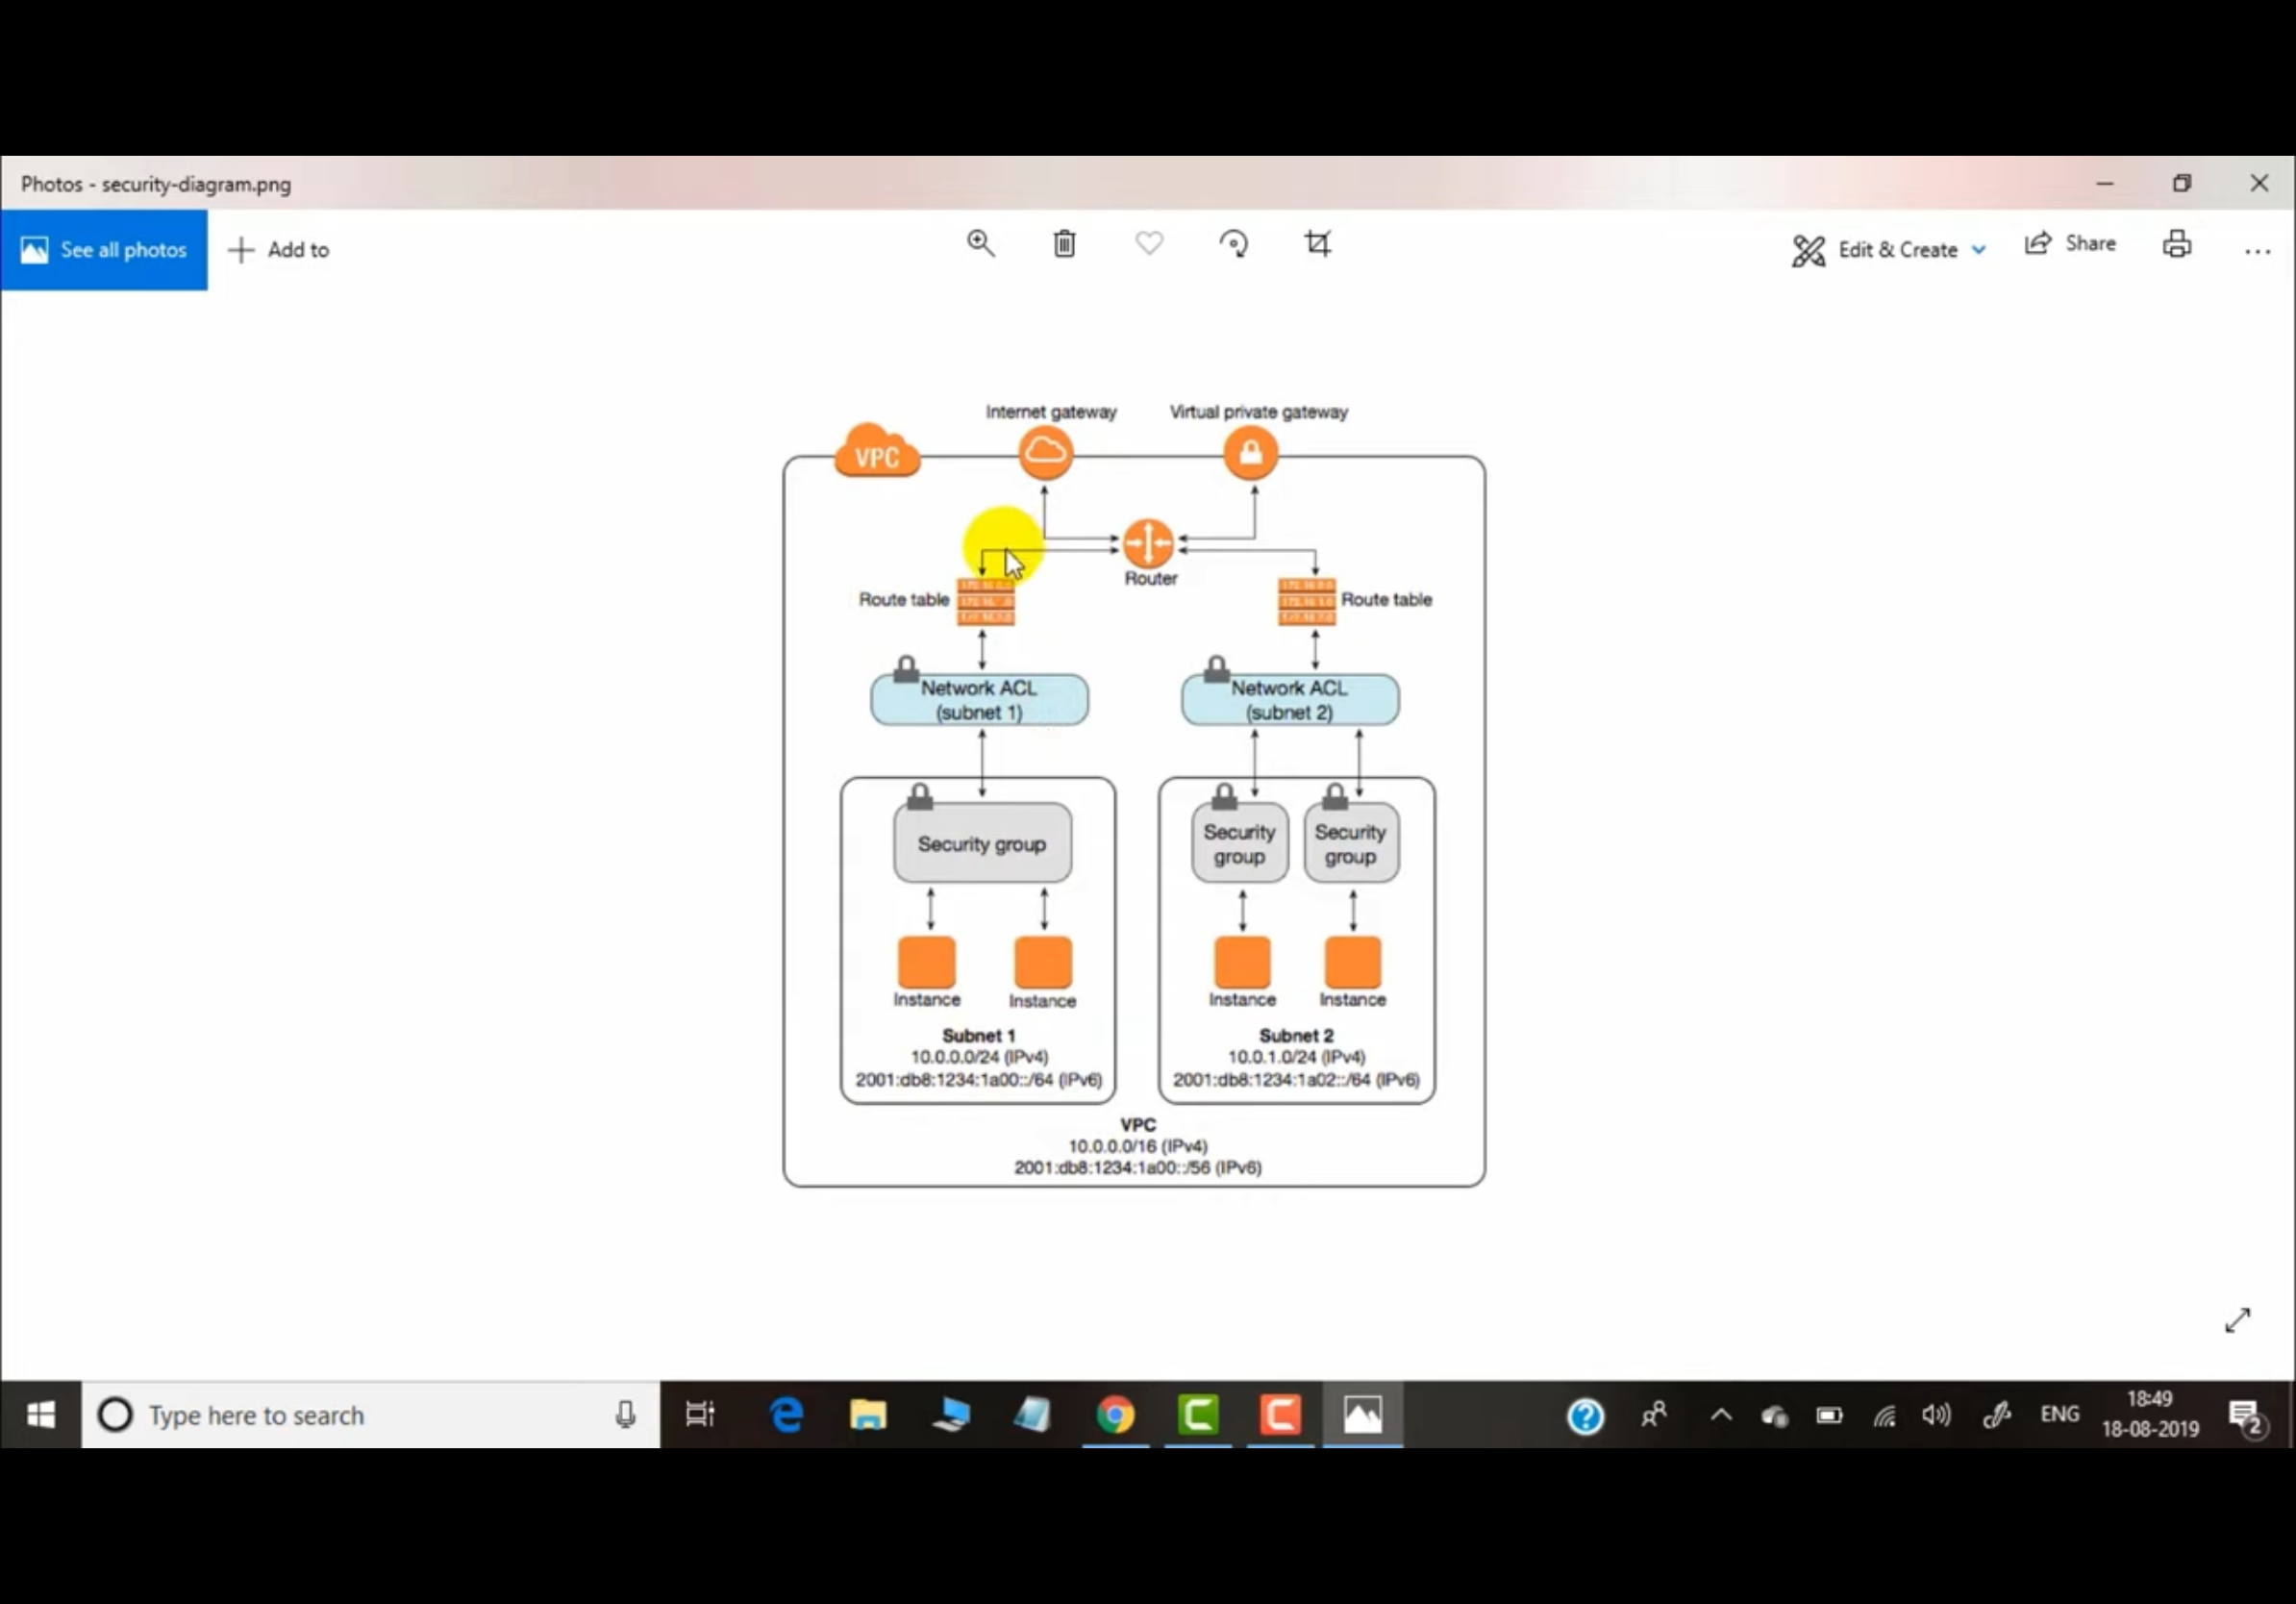 Photos - security-diagram.png
See all photos
Add to
Edit & Create
Share
Internet gateway
Virtual private gateway
VPC
Router
Route table
Route table
Network ACL
(subnet 1)
Network ACL
(subnet 2)
Security group
Security
group
Security
group
Instance
Instance
Instance
Instance
Subnet 1
10.0.0.0/24 (IPv4)
2001:db8:1234:1a00::/64 (IPv6)
Subnet 2
10.0.1.0/24 (IPv4)
2001:db8:1234:1a02::/64 (IPv6)
VPC
10.0.0.0/16 (IPv4)
2001:db8:1234:1a00::/56 (IPv6)
Type here to search
ENG
18:49
18-08-2019
2